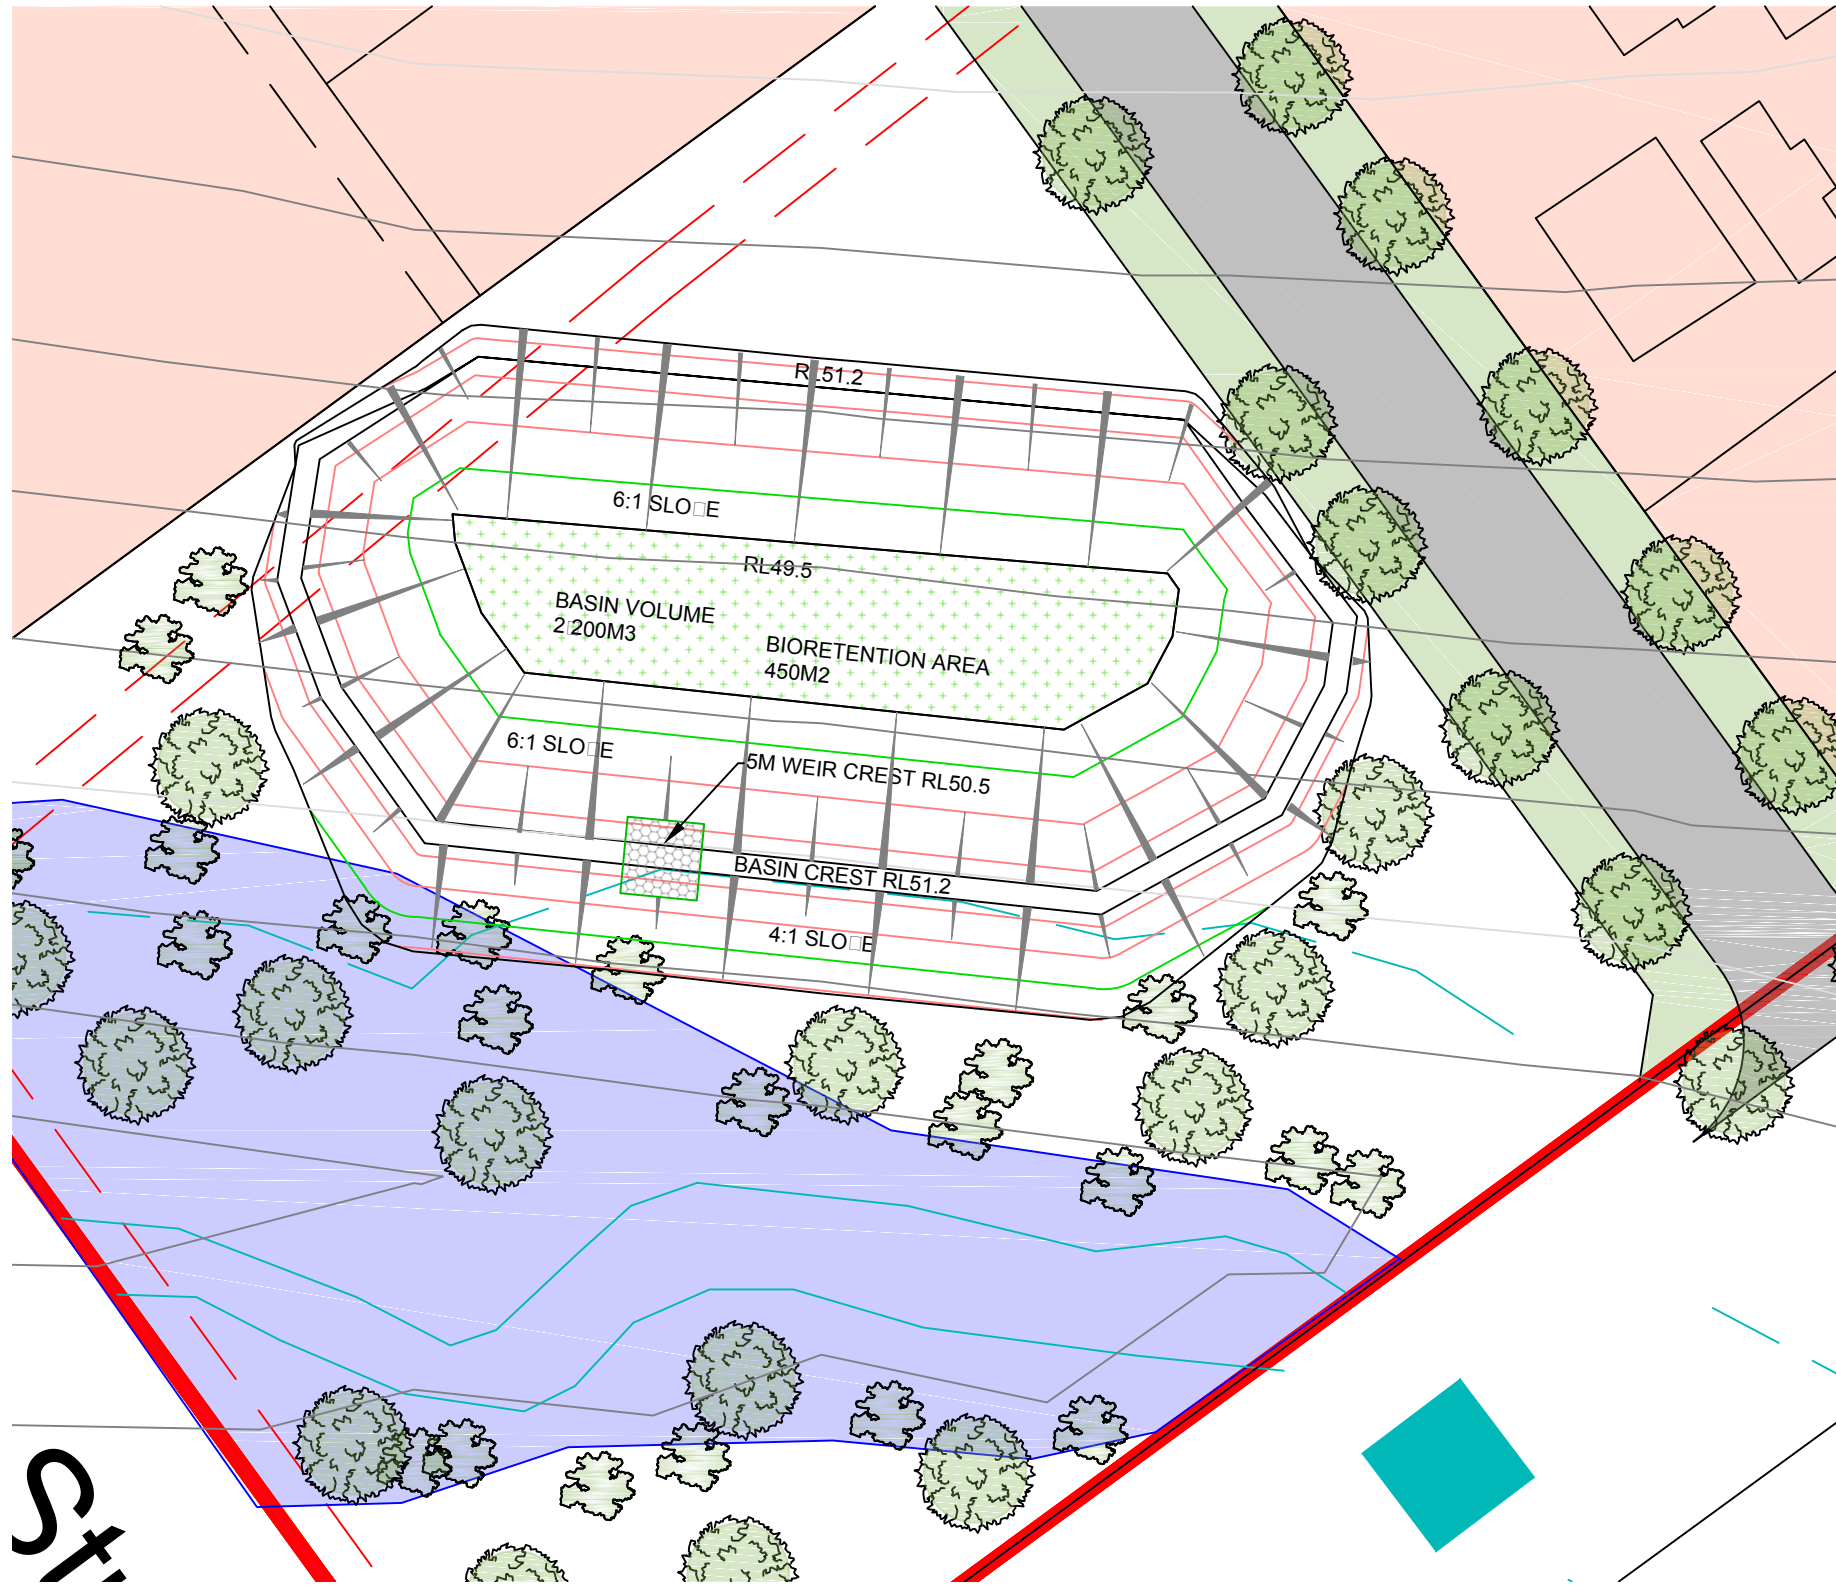 RL51.2
6:1 SLO□E
RL49.5
BASIN VOLUME
2□200M3
BIORETENTION AREA
450M2
6:1 SLO□E
5M WEIR CREST RL50.5
BASIN CREST RL51.2
4:1 SLO□E